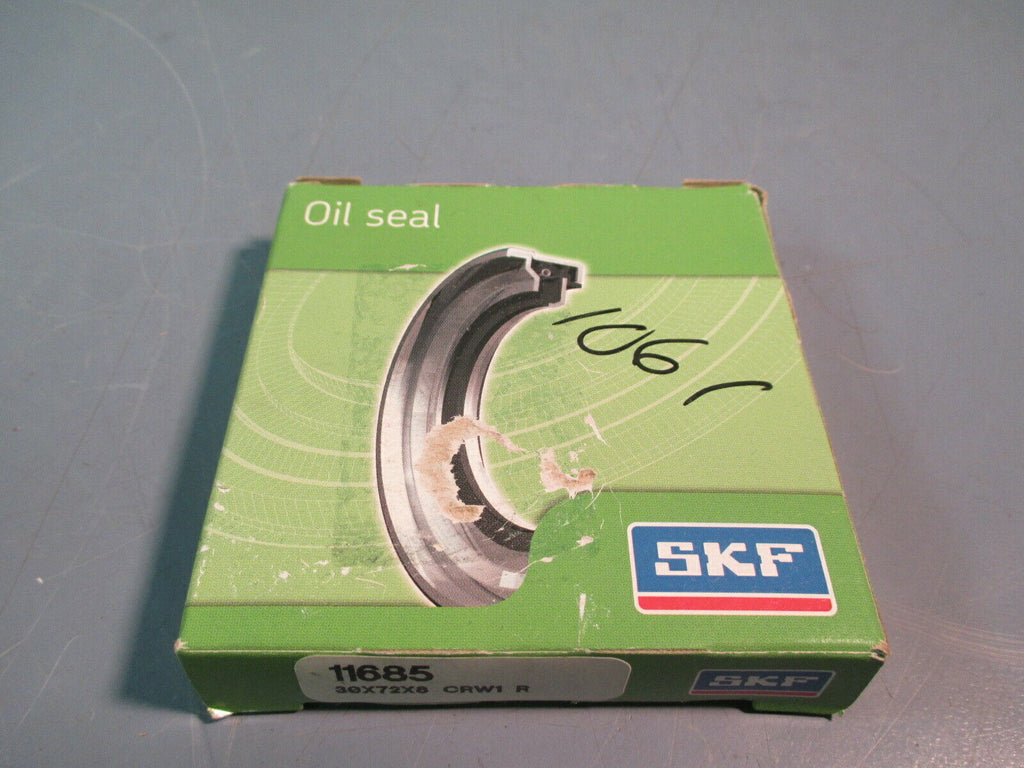 Oil seal
106
SKF
11685
30X72X8 CRW1 R
SKF